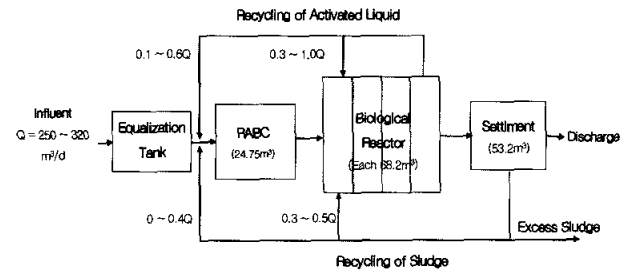 Recycling of Activated Liquid
0.1 ~ 0.6Q
0.3 ~ 1.0Q
Influent
Q = 250 ~ 320
m³/d
Equalization
Tank
RABC
(24.75m³)
Biological
Reactor
(Each 68.2m³)
Settlment
(53.2m³)
Discharge
0 ~ 0.4Q
0.3 ~ 0.5Q
Excess Sludge
Recycling of Sludge